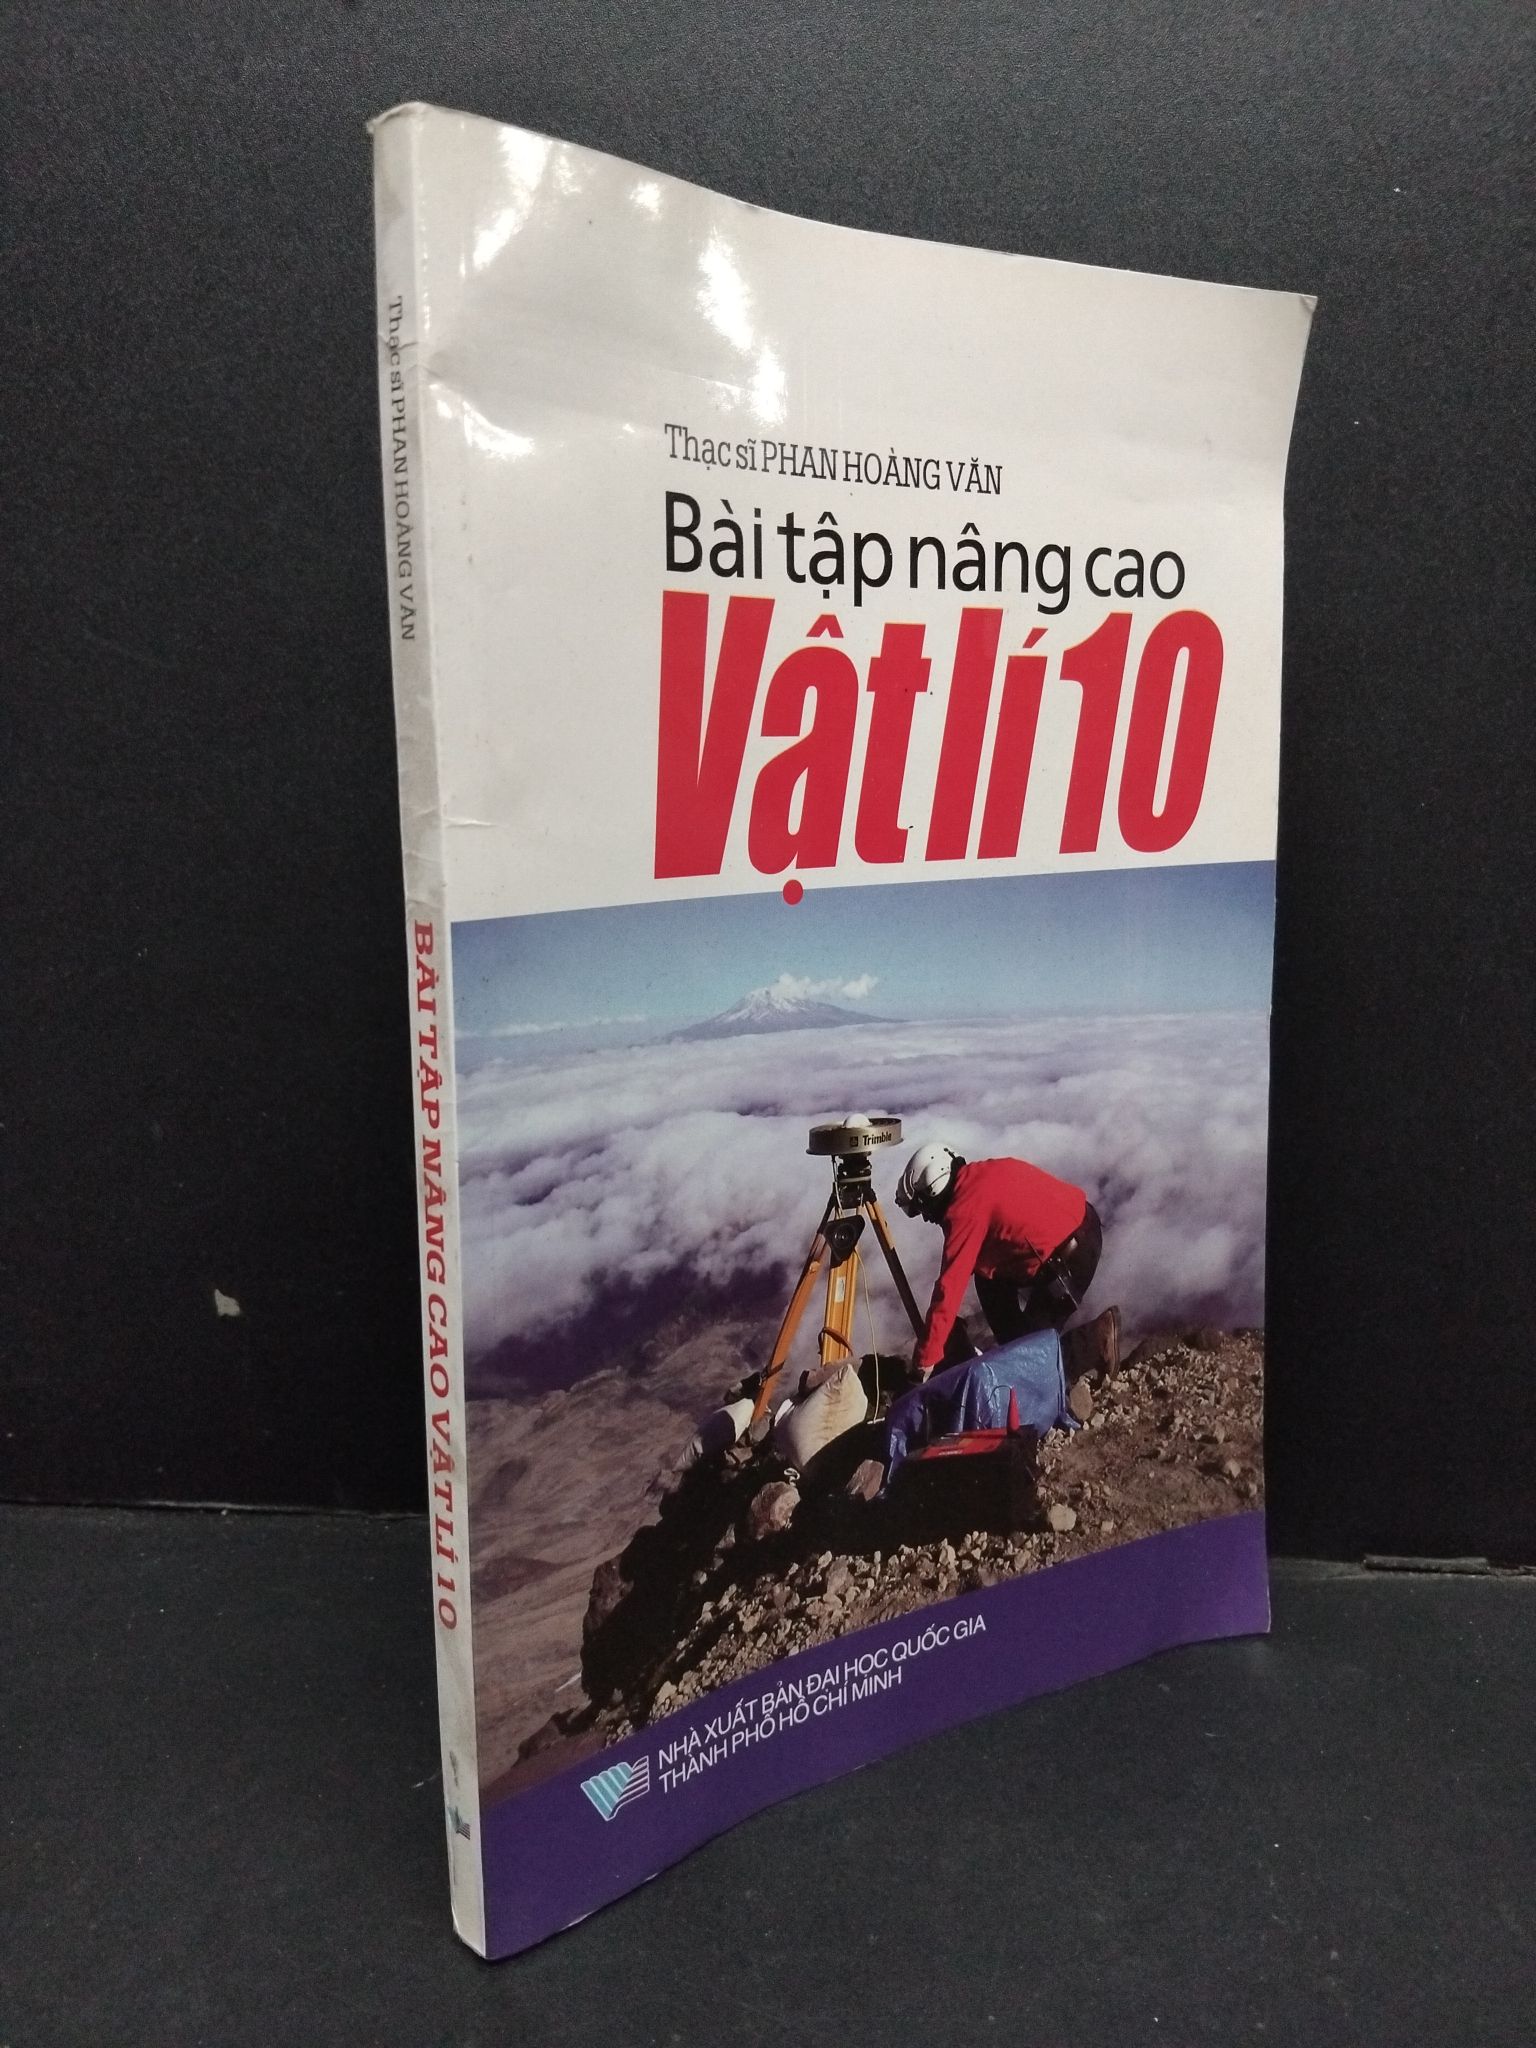 Thạc sĩ PHAN HOÀNG VĂN
Bài tập nâng cao
Vật lí 10
Trimble
NHÀ XUẤT BẢN ĐẠI HỌC QUỐC GIA
THÀNH PHỐ HỒ CHÍ MINH
Thạc sĩ PHAN HOÀNG VĂN
BÀI TẬP NÂNG CAO VẬT LÍ 10